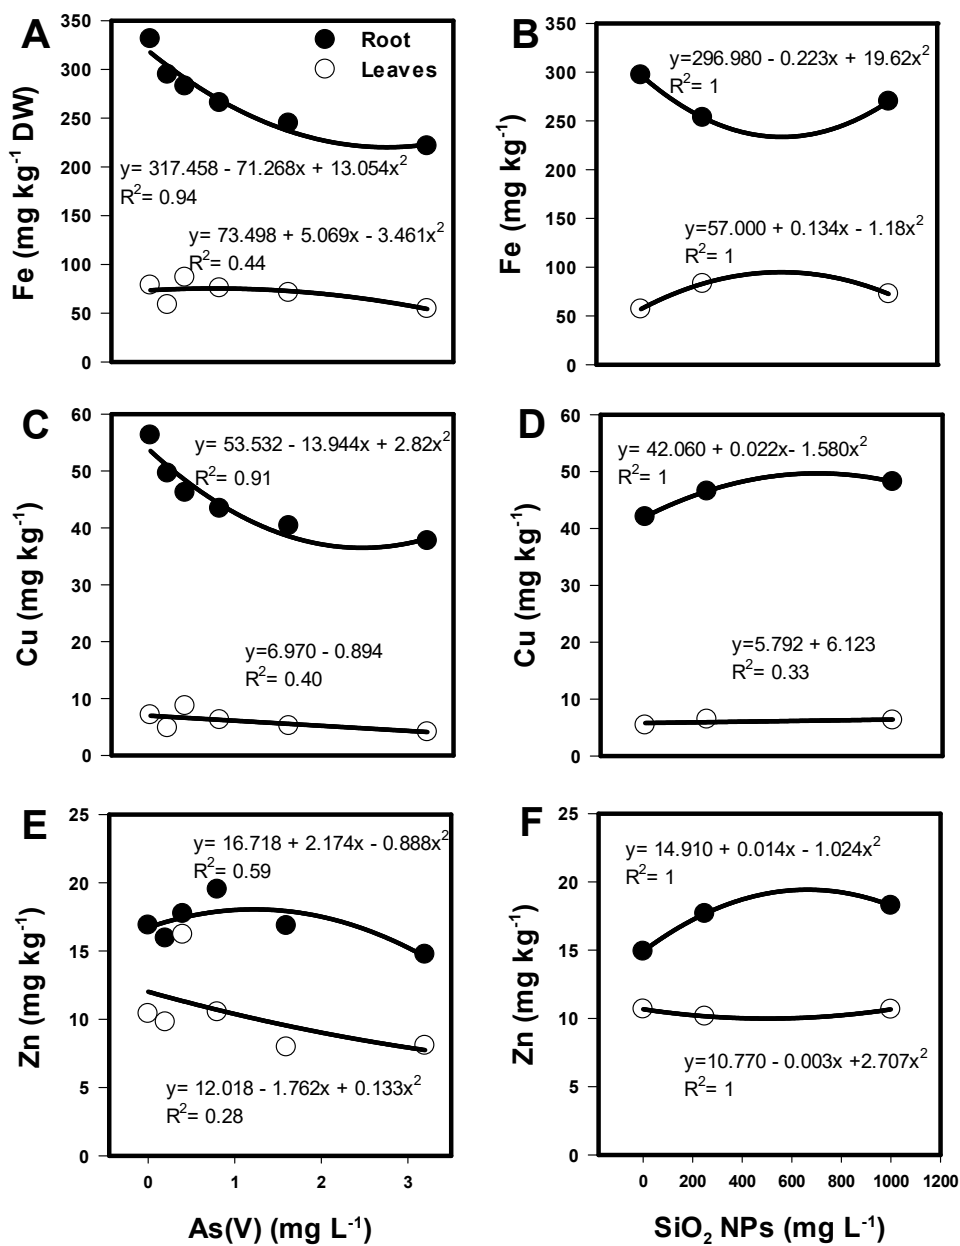 A
Root
Leaves
350
300
250
200
150
100
50
0
Fe (mg kg⁻¹ DW)
y= 317.458 - 71.268x + 13.054x²
R²= 0.94
y= 73.498 + 5.069x - 3.461x²
R²= 0.44
B
350
300
250
200
150
100
50
0
Fe (mg kg⁻¹)
y=296.980 - 0.223x + 19.62x²
R²= 1
y=57.000 + 0.134x - 1.18x²
R²= 1
C
60
50
40
30
20
10
0
Cu (mg kg⁻¹)
y= 53.532 - 13.944x + 2.82x²
R²= 0.91
y=6.970 - 0.894
R²= 0.40
D
60
50
40
30
20
10
0
Cu (mg kg⁻¹)
y= 42.060 + 0.022x- 1.580x²
R²= 1
y=5.792 + 6.123
R²= 0.33
E
25
20
15
10
5
0
Zn (mg kg⁻¹)
y= 16.718 + 2.174x - 0.888x²
R²= 0.59
y= 12.018 - 1.762x + 0.133x²
R²= 0.28
0 1 2 3
As(V) (mg L⁻¹)
F
25
20
15
10
5
0
Zn (mg kg⁻¹)
y= 14.910 + 0.014x - 1.024x²
R²= 1
y=10.770 - 0.003x +2.707x²
R²= 1
0 200 400 600 800 1000 1200
SiO₂ NPs (mg L⁻¹)